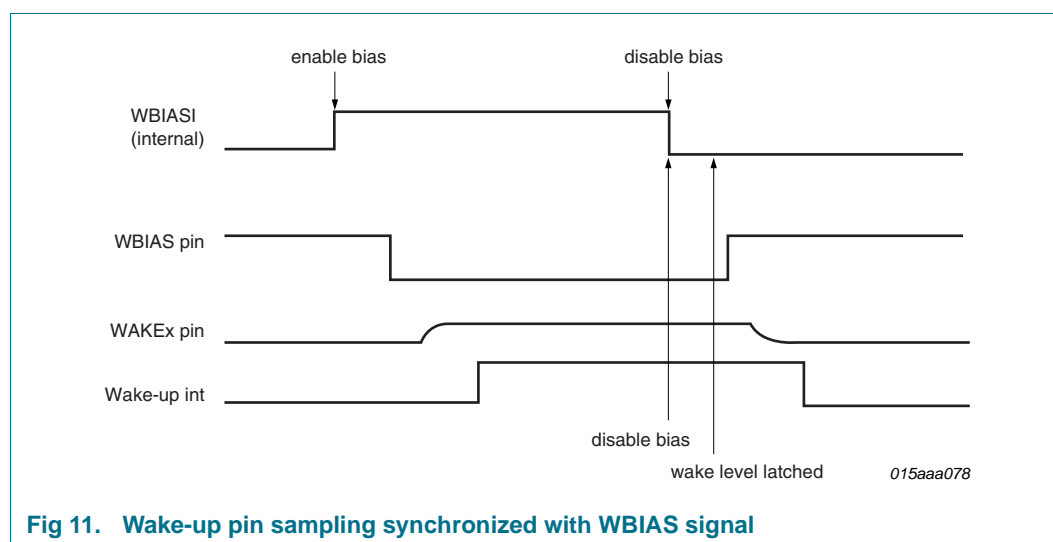 enable bias
disable bias
WBIASI
(internal)
WBIAS pin
WAKEx pin
Wake-up int
disable bias
wake level latched
015aaa078
Fig 11. Wake-up pin sampling synchronized with WBIAS signal